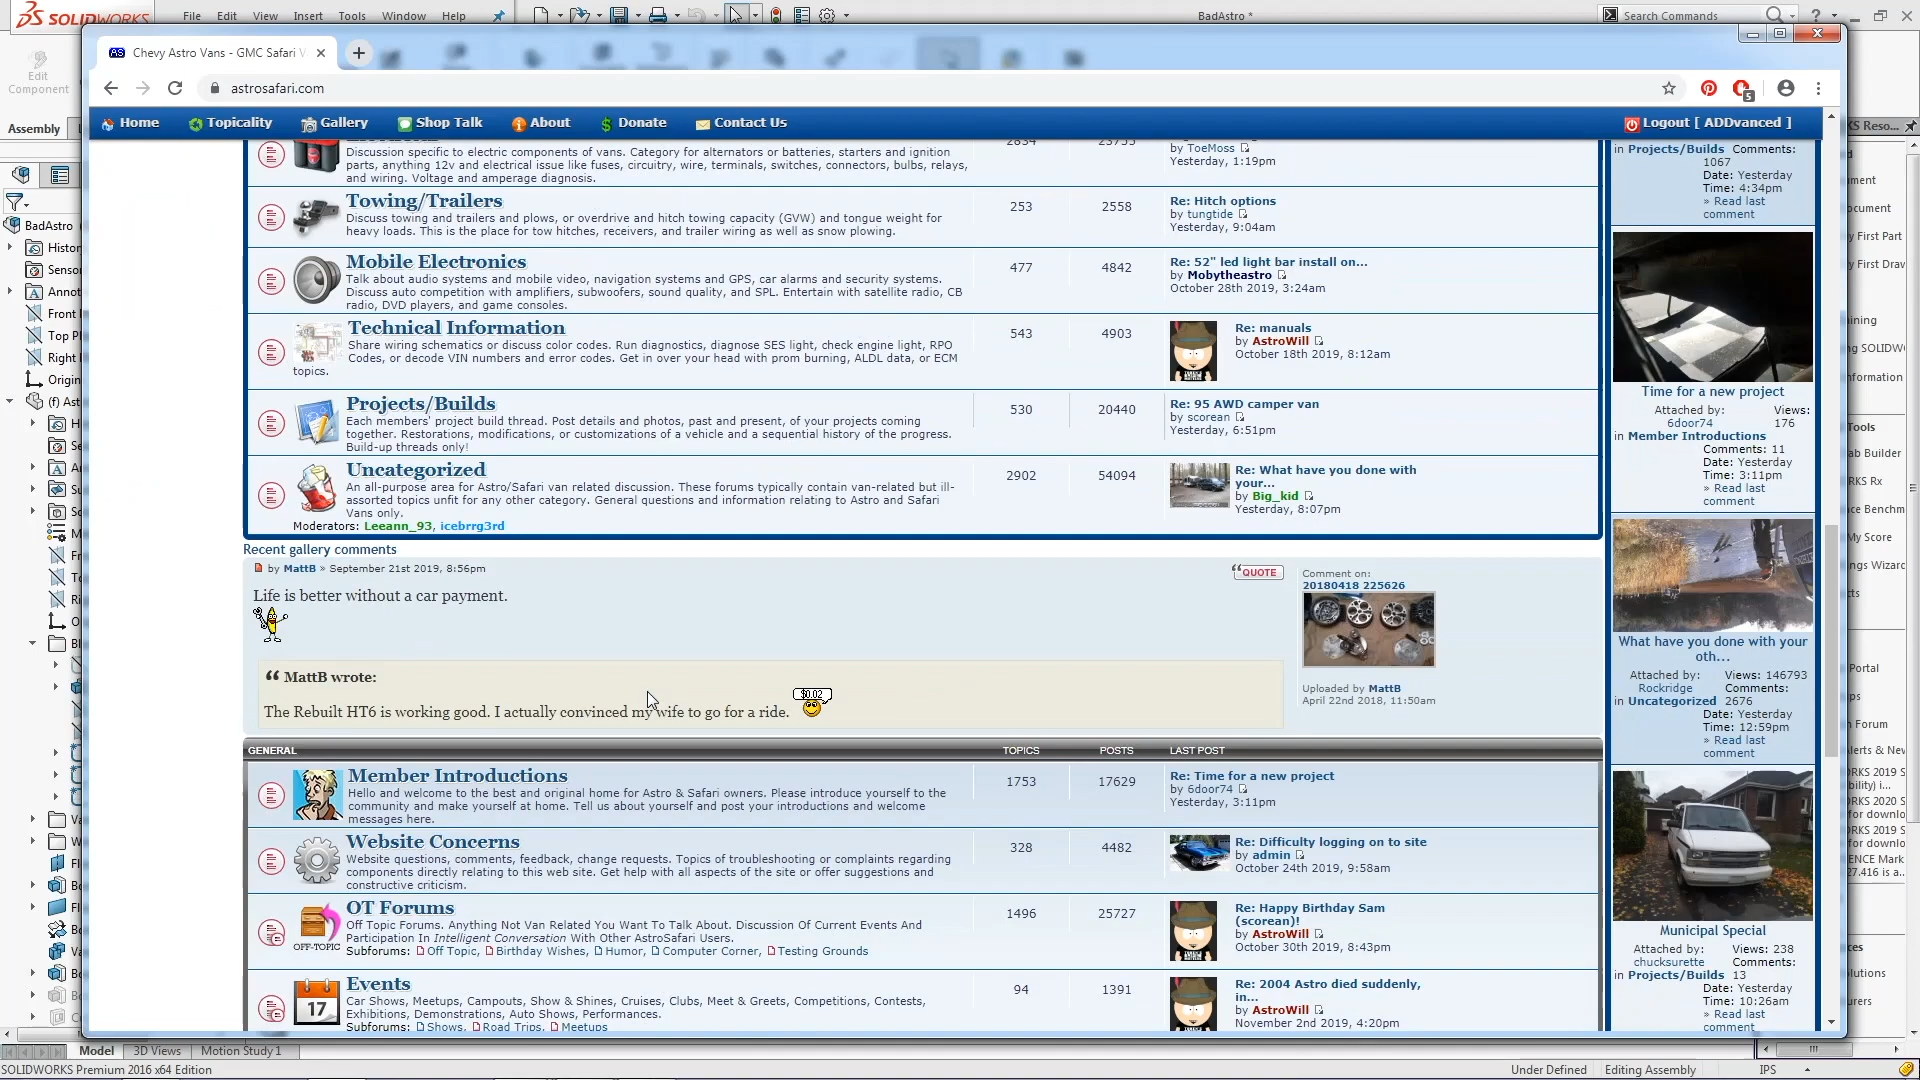 SOLIDWORKS File Edit View Insert Tools Window Help BadAstro * Search Commands
Edit
Component
Assembly
BadAstro
Chevy Astro Vans - GMC Safari V
astrosafari.com
5
Home Topicality Gallery Shop Talk About Donate Contact Us Logout [ ADDvanced ]
Discussion specific to electric components of vans. Category for alternators or batteries, starters and ignition
parts, anything 12v and electrical issue like fuses, circuitry, wire, terminals, switches, connectors, bulbs, relays,
and wiring. Voltage and amperage diagnosis.
by ToeMoss
Yesterday, 1:19pm
Towing/Trailers
Discuss towing and trailers and plows, or overdrive and hitch towing capacity (GVW) and tongue weight for
heavy loads. This is the place for tow hitches, receivers, and trailer wiring as well as snow plowing.
253 2558
Re: Hitch options
by tungtide
Yesterday, 9:04am
Mobile Electronics
Talk about audio systems and mobile video, navigation systems and GPS, car alarms and security systems.
Discuss auto competition with amplifiers, subwoofers, sound quality, and SPL. Entertain with satellite radio, CB
radio, DVD players, and game consoles.
477 4842
Re: 52" led light bar install on...
by Mobytheastro
October 28th 2019, 3:24am
Technical Information
Share wiring schematics or discuss color codes. Run diagnostics, diagnose SES light, check engine light, RPO
Codes, or decode VIN numbers and error codes. Get in over your head with prom burning, ALDL data, or ECM
topics.
543 4903
Re: manuals
by AstroWill
October 18th 2019, 8:12am
Projects/Builds
Each members' project build thread. Post details and photos, past and present, of your projects coming
together. Restorations, modifications, or customizations of a vehicle and a sequential history of the progress.
Build-up threads only!
530 20440
Re: 95 AWD camper van
by scorean
Yesterday, 6:51pm
Uncategorized
An all-purpose area for Astro/Safari van related discussion. These forums typically contain van-related but ill-
assorted topics unfit for any other category. General questions and information relating to Astro and Safari
Vans only.
Moderators: Leeann_93, icebrrg3rd
2902 54094
Re: What have you done with
your...
by Big_kid
Yesterday, 8:07pm
Recent gallery comments
by MattB » September 21st 2019, 8:56pm
QUOTE
Life is better without a car payment.
MattB wrote:
The Rebuilt HT6 is working good. I actually convinced my wife to go for a ride. $0.02
Comment on:
20180418 225626
Uploaded by MattB
April 22nd 2018, 11:50am
GENERAL TOPICS POSTS LAST POST
Member Introductions
Hello and welcome to the best and original home for Astro & Safari owners. Please introduce yourself to the
community and make yourself at home. Tell us about yourself and post your introductions and welcome
messages here.
1753 17629
Re: Time for a new project
by 6door74
Yesterday, 3:11pm
Website Concerns
Website questions, comments, feedback, change requests. Topics of troubleshooting or complaints regarding
components directly relating to this web site. Get help with all aspects of the site or offer suggestions and
constructive criticism.
328 4482
Re: Difficulty logging on to site
by admin
October 24th 2019, 9:58am
OT Forums
Off Topic Forums. Anything Not Van Related You Want To Talk About. Discussion Of Current Events And
Participation In Intelligent Conversation With Other AstroSafari Users.
Subforums: Off Topic, Birthday Wishes, Humor, Computer Corner, Testing Grounds
OFF-TOPIC
1496 25727
Re: Happy Birthday Sam
(scorean)!
by AstroWill
October 30th 2019, 8:43pm
Events
Car Shows, Meetups, Campouts, Show & Shines, Cruises, Clubs, Meet & Greets, Competitions, Contests,
Exhibitions, Demonstrations, Auto Shows, Performances.
Subforums: Shows, Road Trips, Meetups
17
94 1391
Re: 2004 Astro died suddenly,
in...
by AstroWill
November 2nd 2019, 4:20pm
in Projects/Builds Comments:
1067
Date: Yesterday
Time: 4:34pm
» Read last
comment
Time for a new project
Attached by: Views:
6door74 176
in Member Introductions
Comments: 11
Date: Yesterday
Time: 3:11pm
» Read last
comment
What have you done with your
oth...
Attached by: Views: 146793
Rockridge Comments:
in Uncategorized 2676
Date: Yesterday
Time: 12:59pm
» Read last
comment
Municipal Special
Attached by: Views: 238
chucksurette Comments:
in Projects/Builds 13
Date: Yesterday
Time: 10:26am
» Read last
comment
Model 3D Views Motion Study 1
SOLIDWORKS Premium 2016 x64 Edition Under Defined Editing Assembly IPS